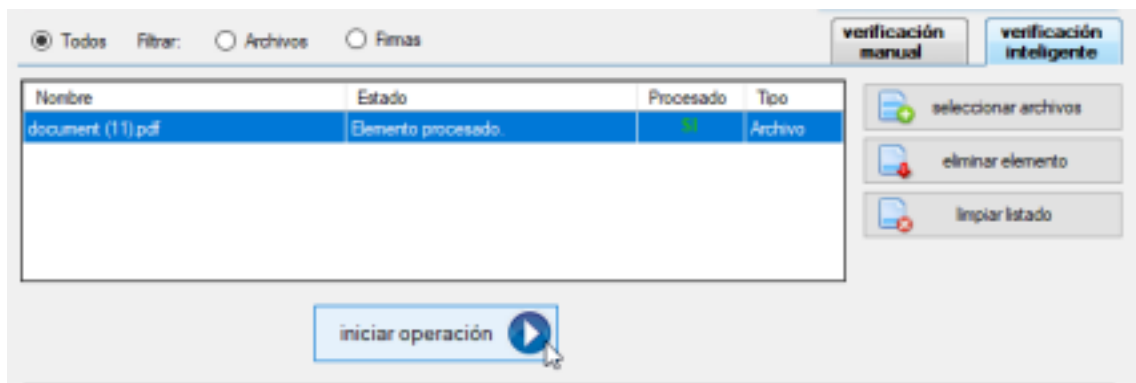 Todos Filtrar: Archivos Firmas
verificación manual
verificación inteligente
Nombre Estado Procesado Tipo
document (11).pdf Elemento procesado. SI Archivo
seleccionar archivos
eliminar elemento
limpiar listado
iniciar operación